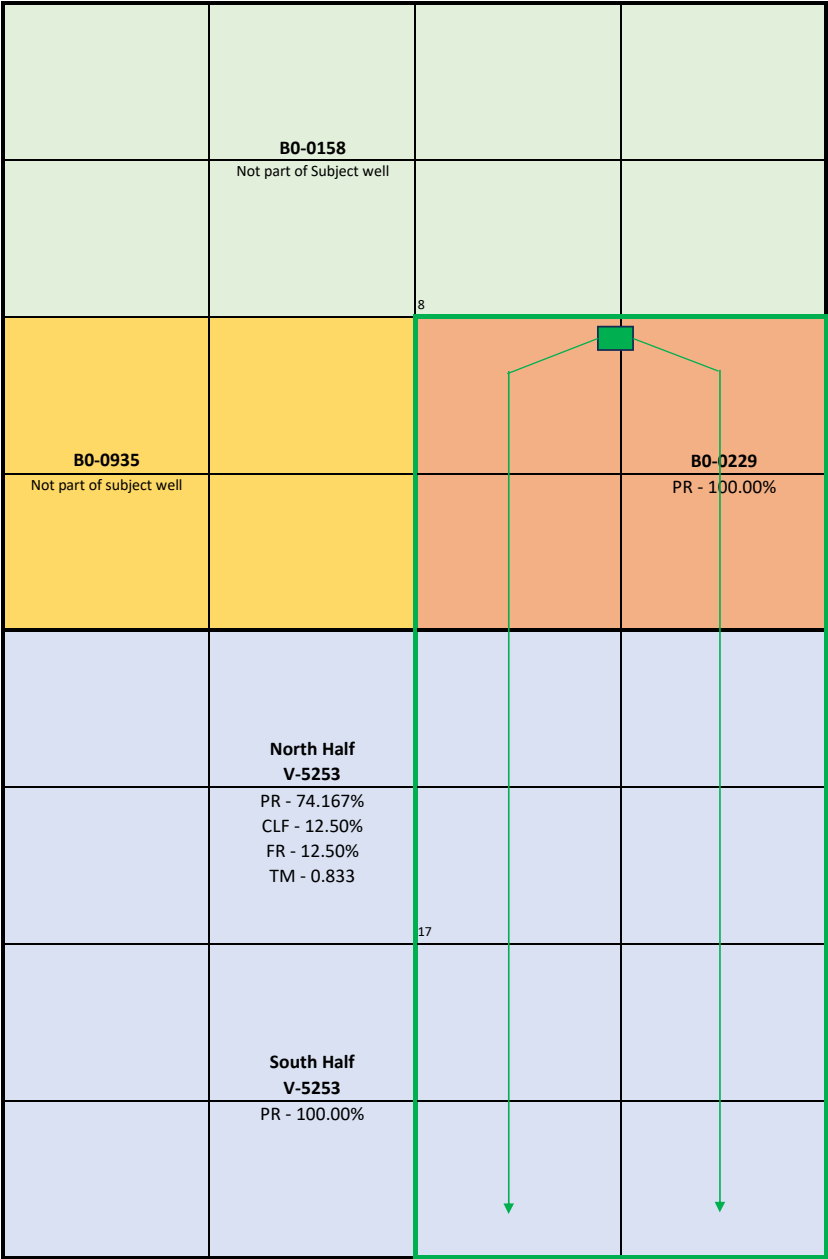 B0-0158
Not part of Subject well
8
B0-0935
Not part of subject well
B0-0229
PR - 100.00%
North Half
V-5253
PR - 74.167%
CLF - 12.50%
FR - 12.50%
TM - 0.833
17
South Half
V-5253
PR - 100.00%